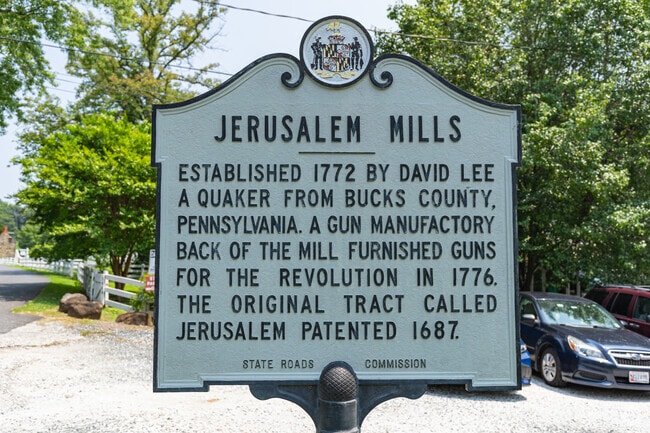 JERUSALEM MILLS
ESTABLISHED 1772 BY DAVID LEE
A QUAKER FROM BUCKS COUNTY,
PENNSYLVANIA. A GUN MANUFACTORY
BACK OF THE MILL FURNISHED GUNS
FOR THE REVOLUTION IN 1776.
THE ORIGINAL TRACT CALLED
JERUSALEM PATENTED 1687.
STATE ROADS COMMISSION